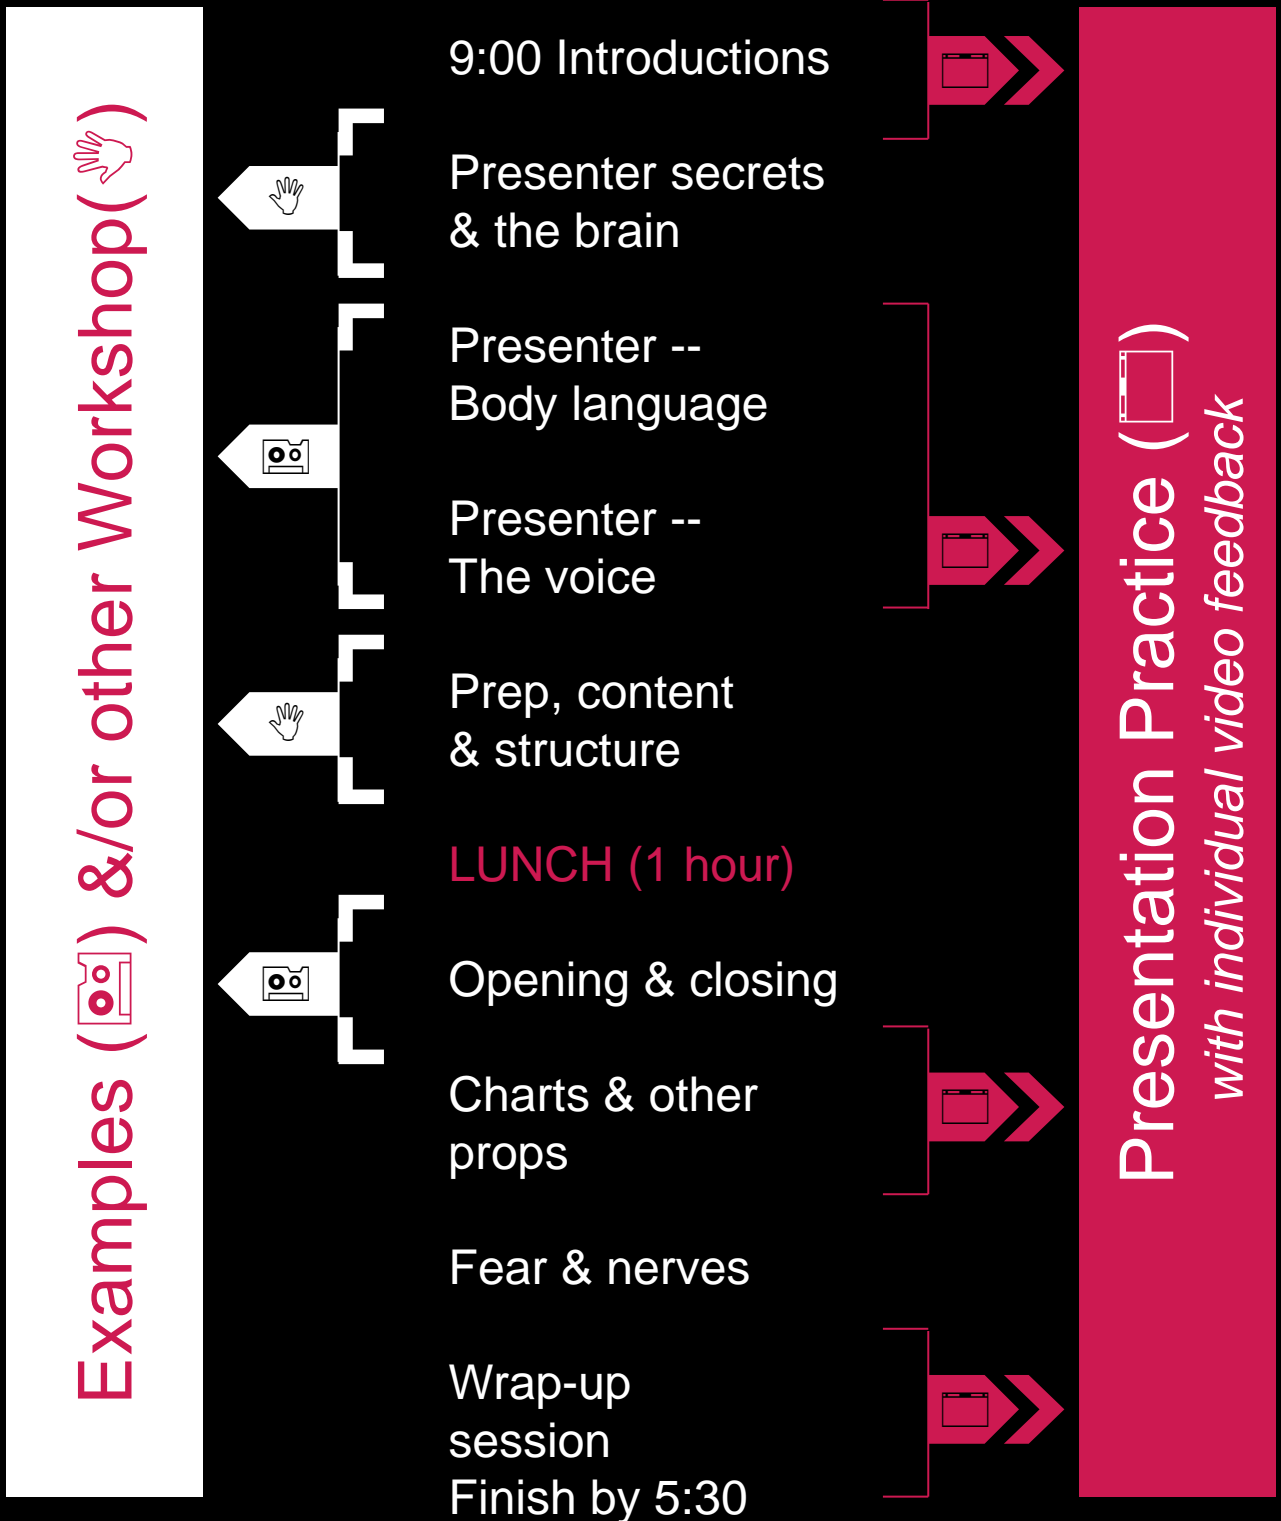 Examples () &/or other Workshop()
9:00 Introductions
Presenter secrets
& the brain
Presenter --
Body language
Presenter --
The voice
Prep, content
& structure
LUNCH (1 hour)
Opening & closing
Charts & other
props
Fear & nerves
Wrap-up
session
Finish by 5:30
Presentation Practice ()
with individual video feedback